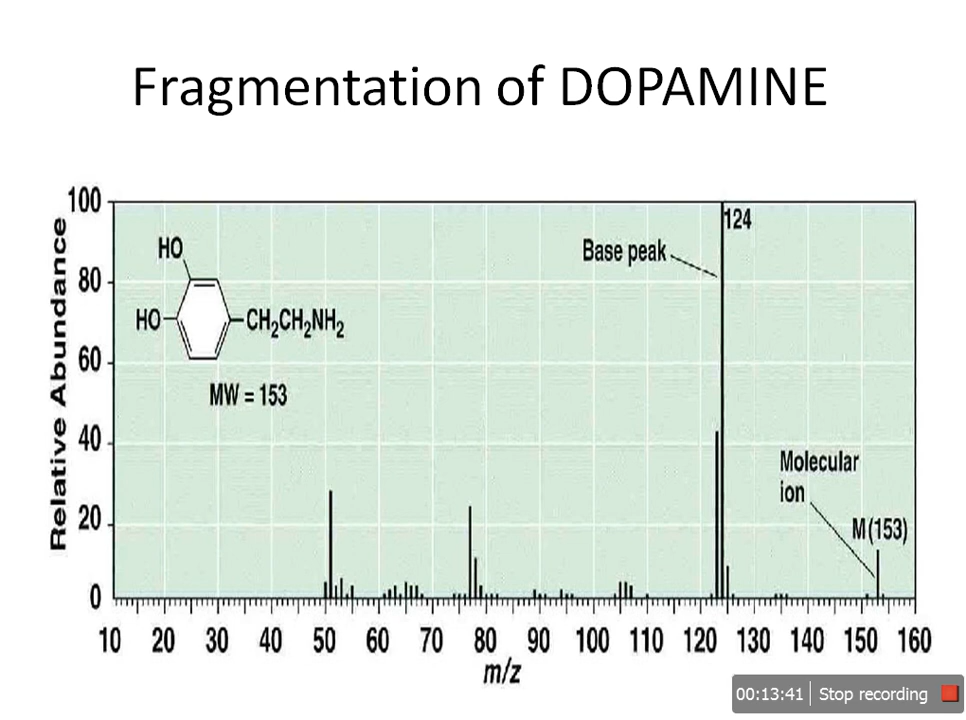 Fragmentation of DOPAMINE
Relative Abundance
100
80
60
40
20
0
HO
HO
CH₂CH₂NH₂
MW = 153
Base peak
124
Molecular
ion
M (153)
10 20 30 40 50 60 70 80 90 100 110 120 130 140 150 160
m/z
00:13:41 Stop recording